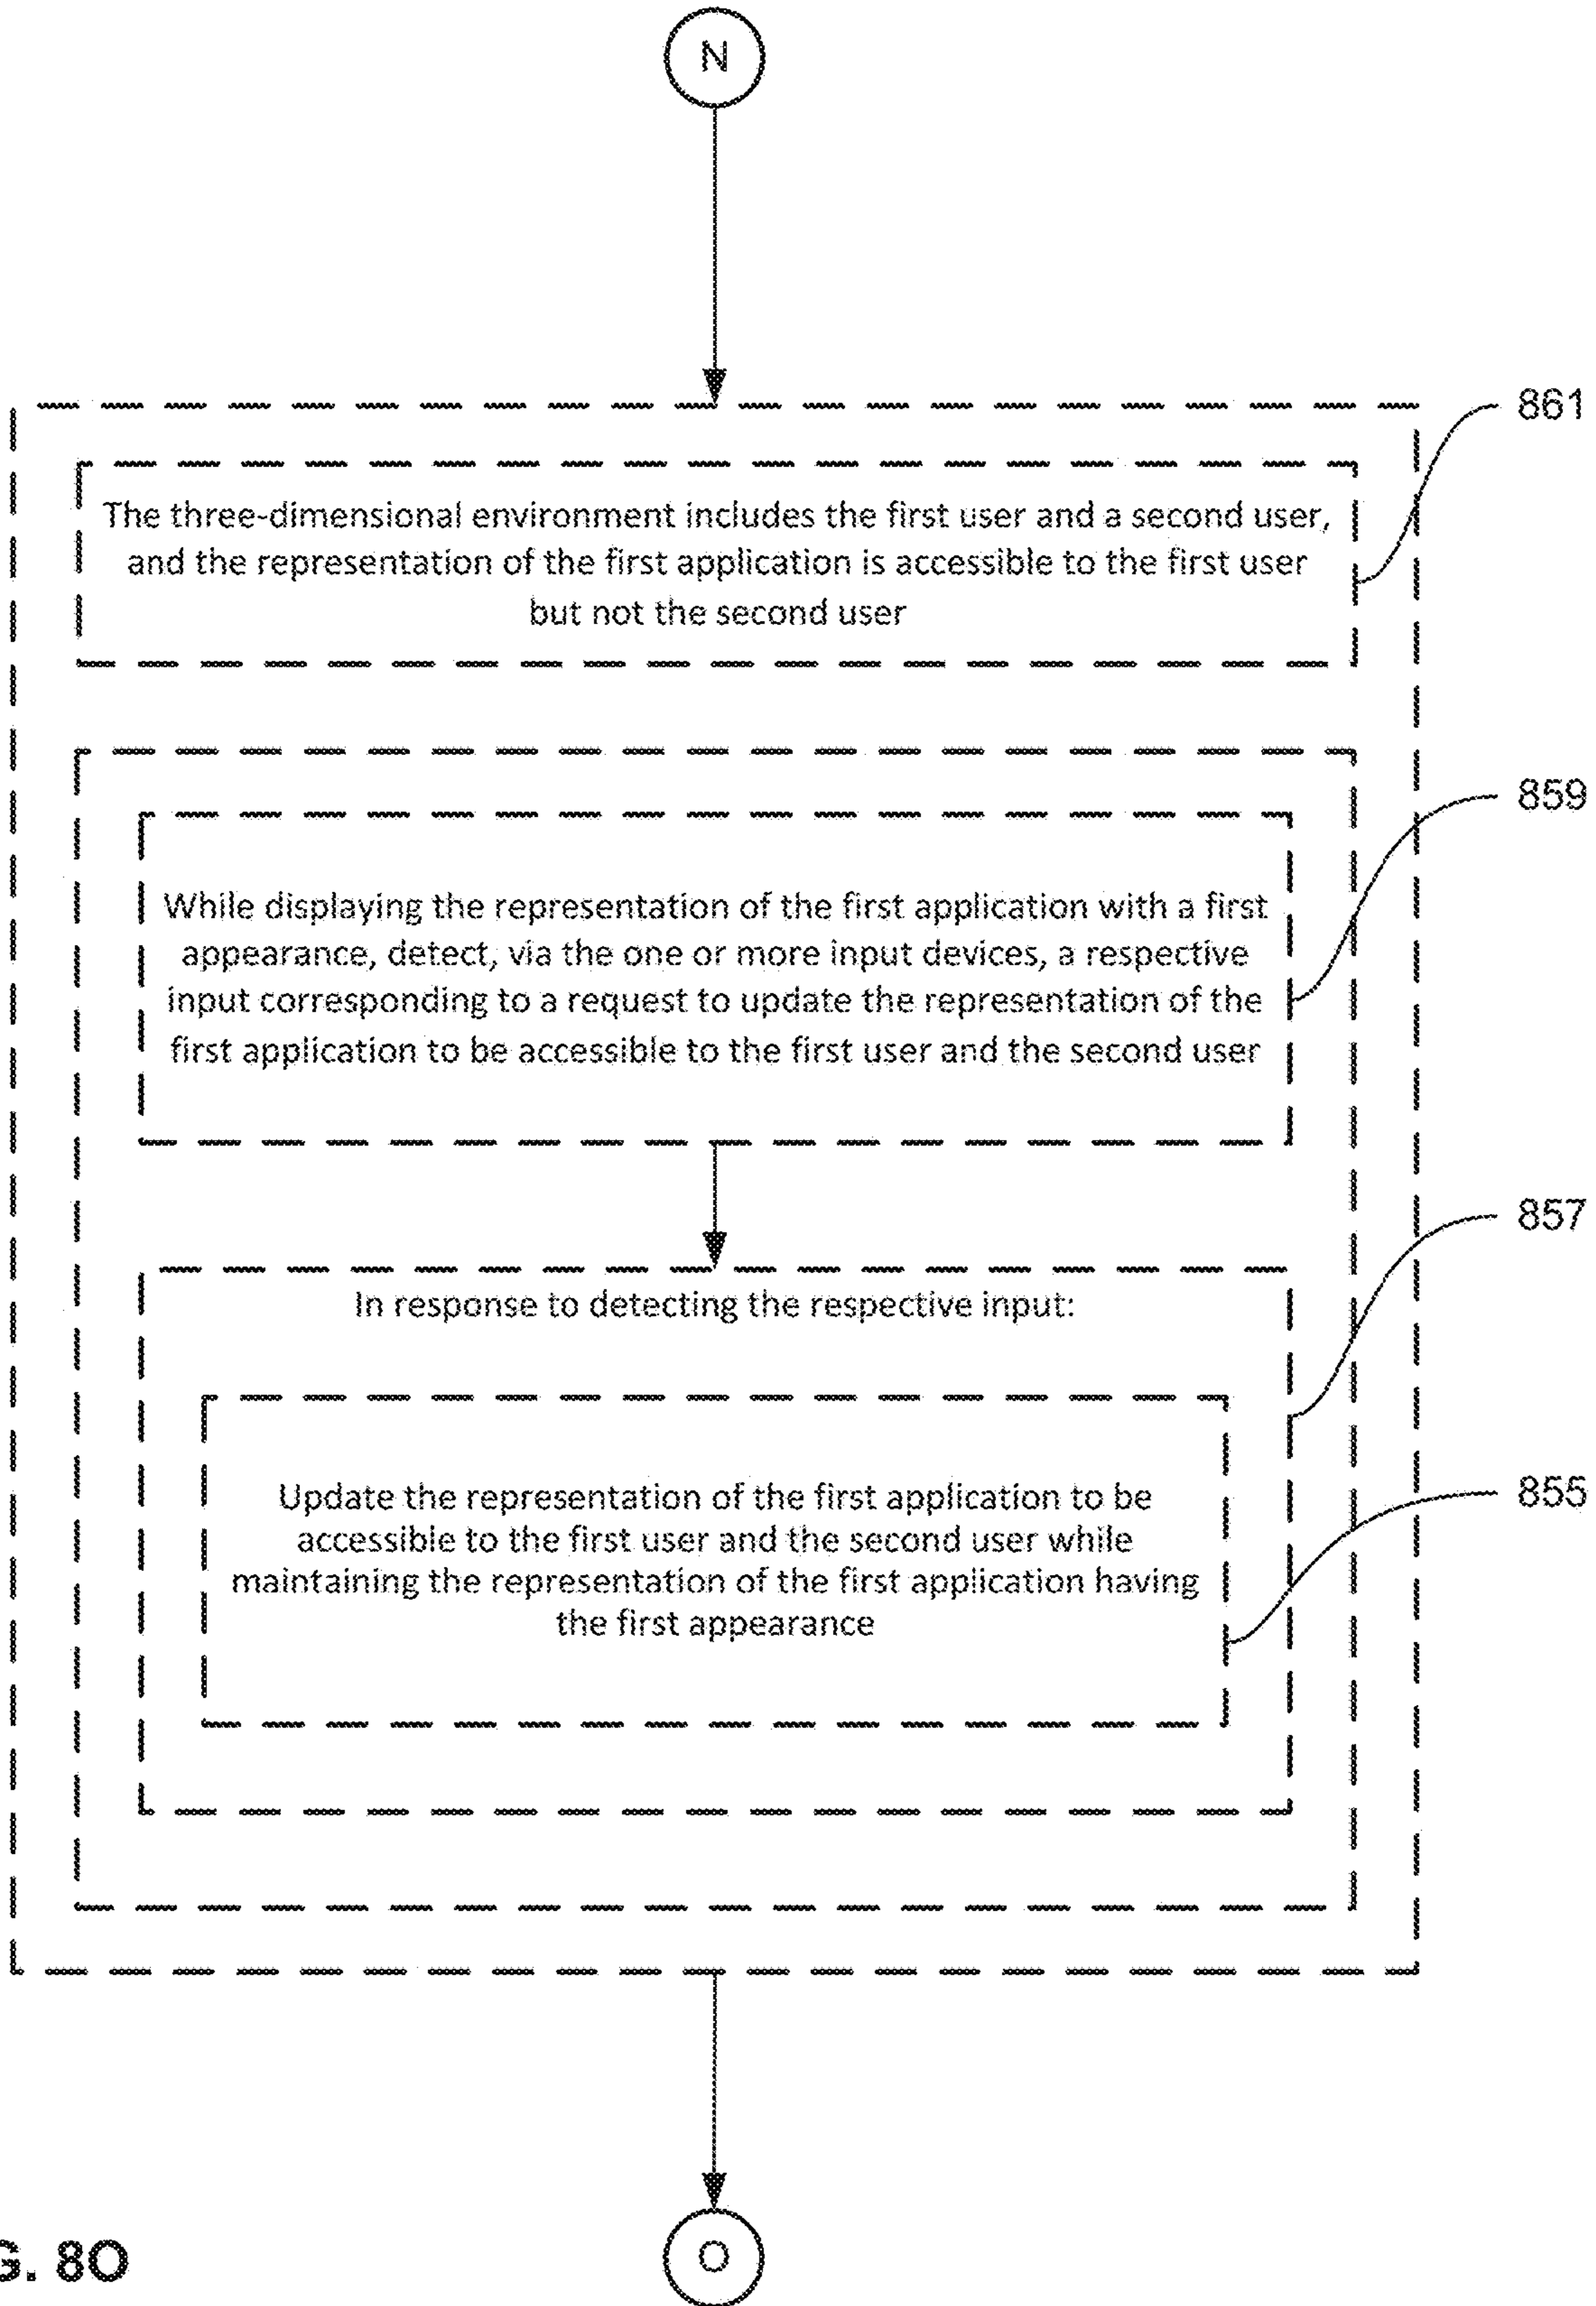 N
861
The three-dimensional environment includes the first user and a second user,
and the representation of the first application is accessible to the first user
but not the second user
859
While displaying the representation of the first application with a first
appearance, detect, via the one or more input devices, a respective
input corresponding to a request to update the representation of the
first application to be accessible to the first user and the second user
857
In response to detecting the respective input:
855
Update the representation of the first application to be
accessible to the first user and the second user while
maintaining the representation of the first application having
the first appearance
G. 8O
O